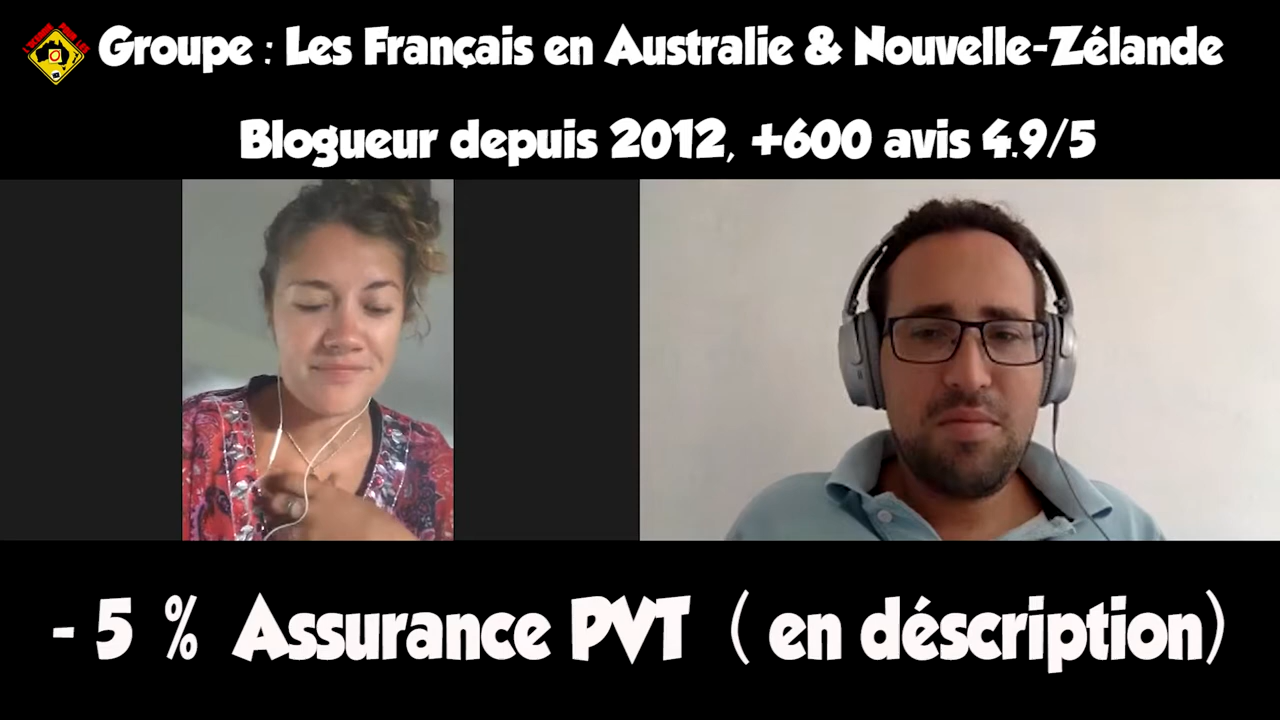 Groupe : Les Français en Australie & Nouvelle-Zélande
Blogueur depuis 2012, +600 avis 4.9/5
- 5 % Assurance PVT ( en déscription)